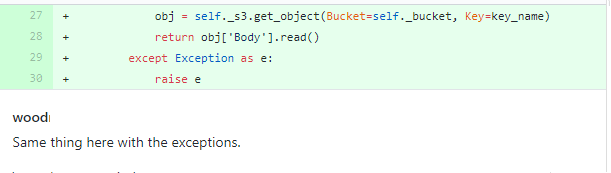 27 + obj = self._s3.get_object(Bucket=self._bucket, Key=key_name)
28 + return obj['Body'].read()
29 + except Exception as e:
30 + raise e
wood
Same thing here with the exceptions.